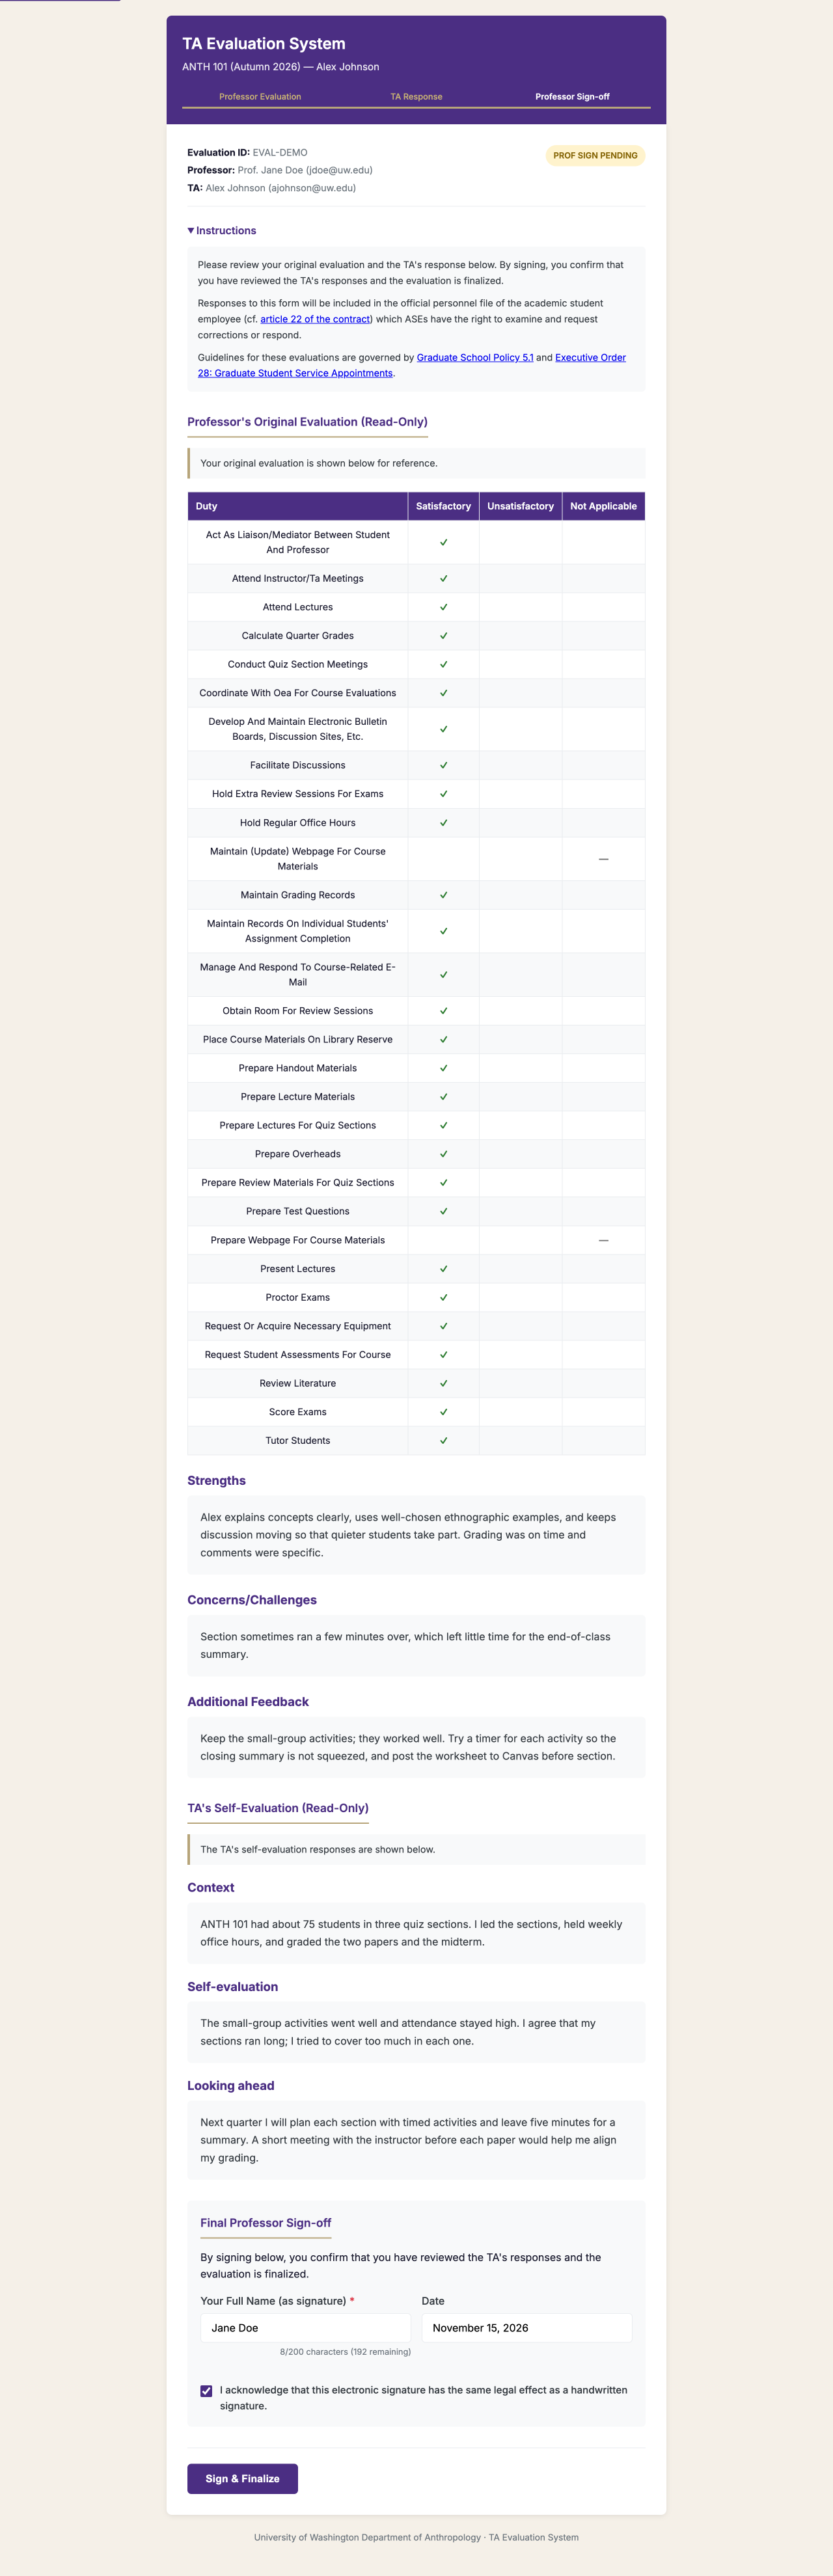 TA Evaluation System
ANTH 101 (Autumn 2026) — Alex Johnson
Professor Evaluation TA Response Professor Sign-off
Evaluation ID: EVAL-DEMO
PROF SIGN PENDING
Professor: Prof. Jane Doe (jdoe@uw.edu)
TA: Alex Johnson (ajohnson@uw.edu)
▼ Instructions
Please review your original evaluation and the TA's response below. By signing, you confirm that
you have reviewed the TA's responses and the evaluation is finalized.
Responses to this form will be included in the official personnel file of the academic student
employee (cf. article 22 of the contract) which ASEs have the right to examine and request
corrections or respond.
Guidelines for these evaluations are governed by Graduate School Policy 5.1 and Executive Order
28: Graduate Student Service Appointments.
Professor's Original Evaluation (Read-Only)
Your original evaluation is shown below for reference.
Duty Satisfactory Unsatisfactory Not Applicable
Act As Liaison/Mediator Between Student
And Professor ✓
Attend Instructor/Ta Meetings ✓
Attend Lectures ✓
Calculate Quarter Grades ✓
Conduct Quiz Section Meetings ✓
Coordinate With Oea For Course Evaluations ✓
Develop And Maintain Electronic Bulletin
Boards, Discussion Sites, Etc. ✓
Facilitate Discussions ✓
Hold Extra Review Sessions For Exams ✓
Hold Regular Office Hours ✓
Maintain (Update) Webpage For Course
Materials —
Maintain Grading Records ✓
Maintain Records On Individual Students'
Assignment Completion ✓
Manage And Respond To Course-Related E-
Mail ✓
Obtain Room For Review Sessions ✓
Place Course Materials On Library Reserve ✓
Prepare Handout Materials ✓
Prepare Lecture Materials ✓
Prepare Lectures For Quiz Sections ✓
Prepare Overheads ✓
Prepare Review Materials For Quiz Sections ✓
Prepare Test Questions ✓
Prepare Webpage For Course Materials —
Present Lectures ✓
Proctor Exams ✓
Request Or Acquire Necessary Equipment ✓
Request Student Assessments For Course ✓
Review Literature ✓
Score Exams ✓
Tutor Students ✓
Strengths
Alex explains concepts clearly, uses well-chosen ethnographic examples, and keeps
discussion moving so that quieter students take part. Grading was on time and
comments were specific.
Concerns/Challenges
Section sometimes ran a few minutes over, which left little time for the end-of-class
summary.
Additional Feedback
Keep the small-group activities; they worked well. Try a timer for each activity so the
closing summary is not squeezed, and post the worksheet to Canvas before section.
TA's Self-Evaluation (Read-Only)
The TA's self-evaluation responses are shown below.
Context
ANTH 101 had about 75 students in three quiz sections. I led the sections, held weekly
office hours, and graded the two papers and the midterm.
Self-evaluation
The small-group activities went well and attendance stayed high. I agree that my
sections ran long; I tried to cover too much in each one.
Looking ahead
Next quarter I will plan each section with timed activities and leave five minutes for a
summary. A short meeting with the instructor before each paper would help me align
my grading.
Final Professor Sign-off
By signing below, you confirm that you have reviewed the TA's responses and the
evaluation is finalized.
Your Full Name (as signature) * Date
Jane Doe November 15, 2026
8/200 characters (192 remaining)
I acknowledge that this electronic signature has the same legal effect as a handwritten
signature.
Sign & Finalize
University of Washington Department of Anthropology · TA Evaluation System